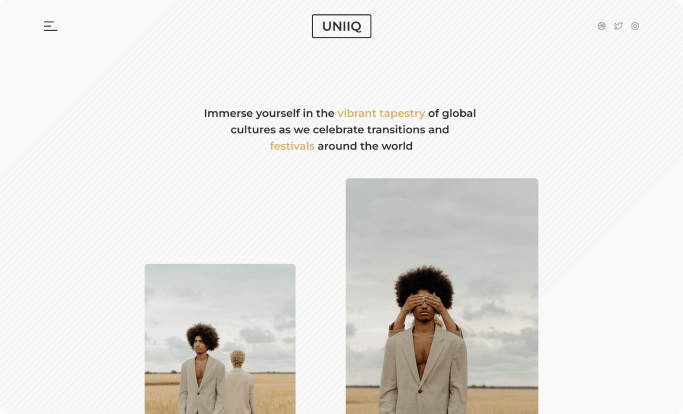 UNIIQ
Immerse yourself in the vibrant tapestry of global
cultures as we celebrate transitions and
festivals around the world